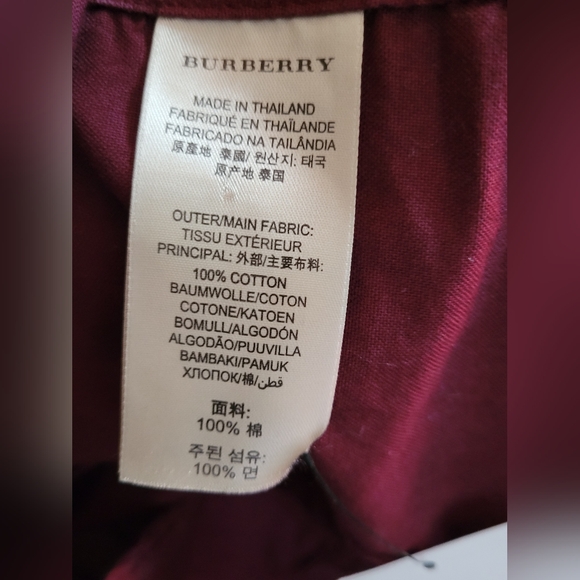 BURBERRY
MADE IN THAILAND
FABRIQUÉ EN THAÏLANDE
FABRICADO NA TAILÂNDIA
原產地 泰國/ 원산지: 태국
原产地 泰国
OUTER/MAIN FABRIC:
TISSU EXTÉRIEUR
PRINCIPAL: 外部/主要布料:
100% COTTON
BAUMWOLLE/COTON
COTONE/KATOEN
BOMULL/ALGODÓN
ALGODÃO/PUUVILLA
BAMBAKI/PAMUK
ХЛОПОК/棉/قطن
面料:
100% 棉
주된 섬유:
100% 면